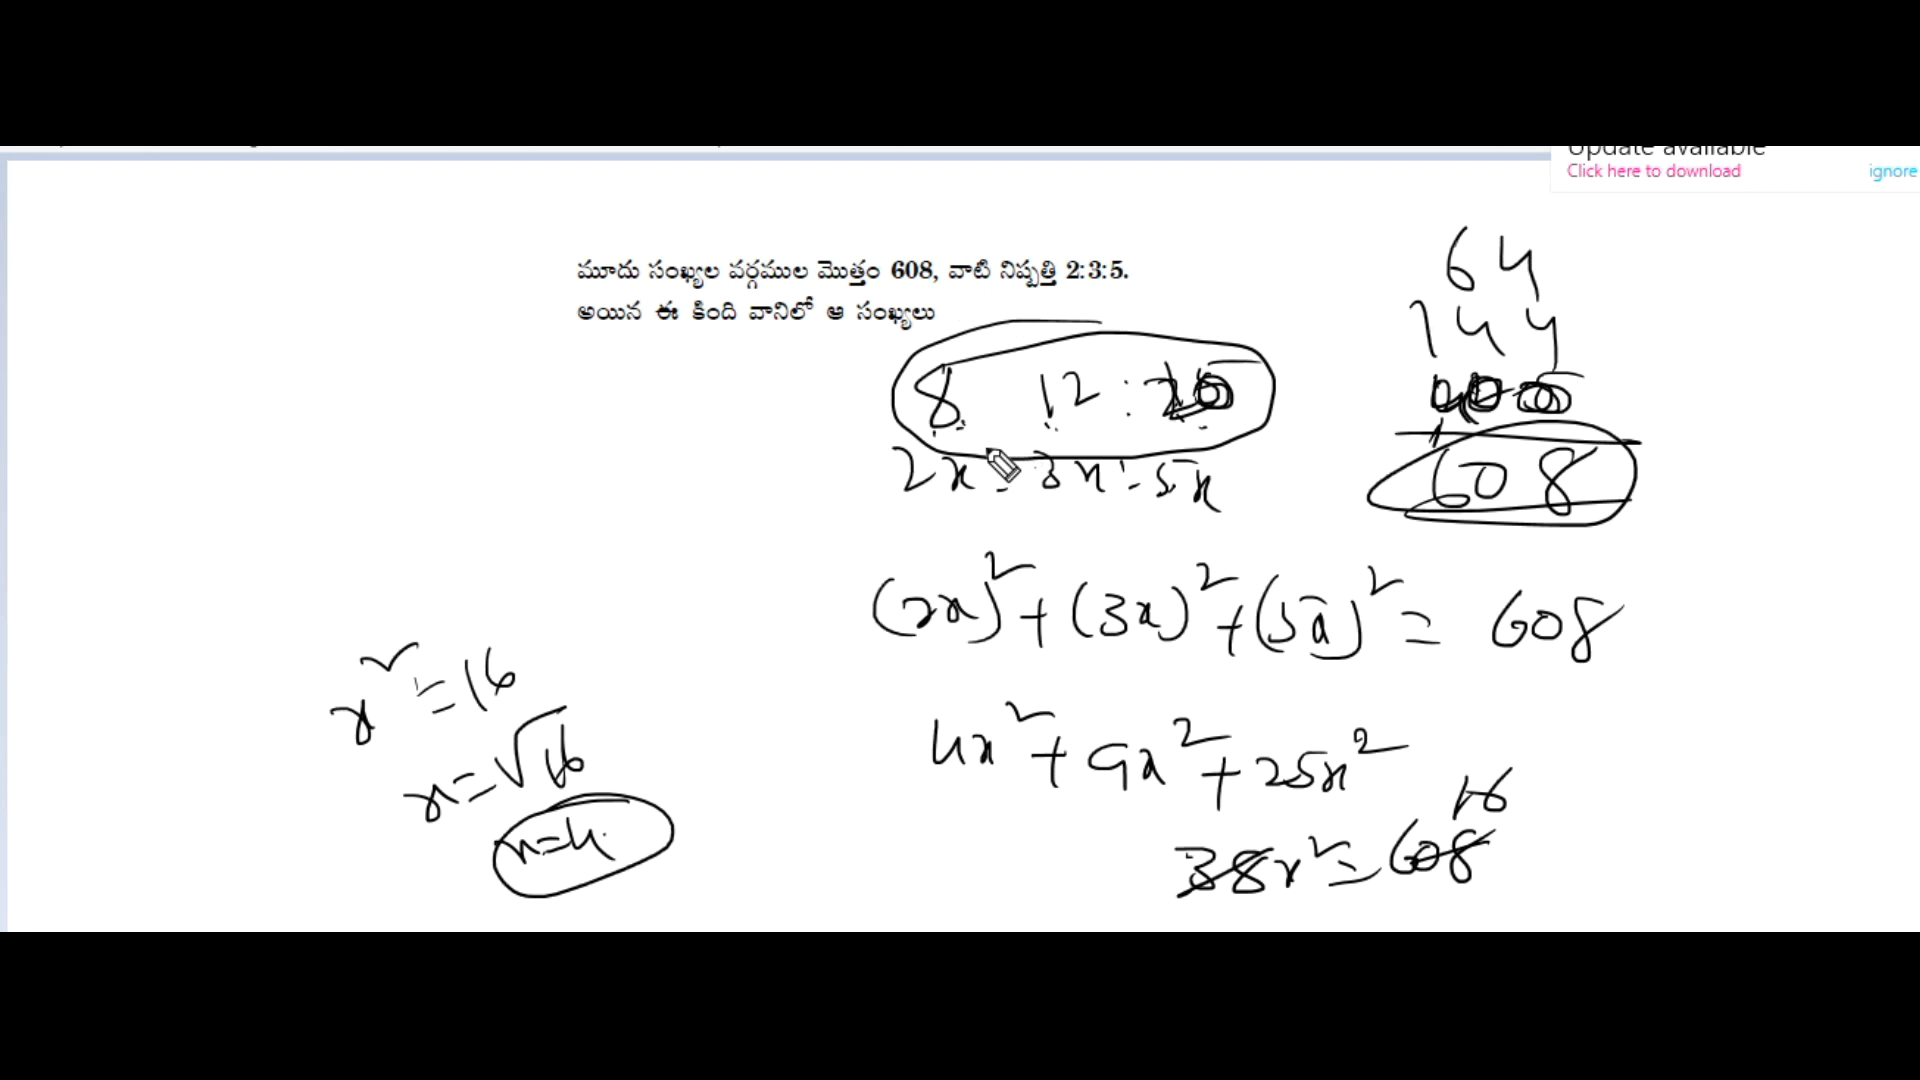 Update available
Click here to download ignore
మూడు సంఖ్యల వర్గముల మొత్తం 608, వాటి నిష్పత్తి 2:3:5.
అయిన ఈ కింది వానిలో ఆ సంఖ్యలు
64
144
8 12 : 20
608
2x : 3x : 5x
(2x)² + (3x)² + (5x)² = 608
4x² + 9x² + 25x²
16
38x² = 608
x² = 16
x = √16
x = 4